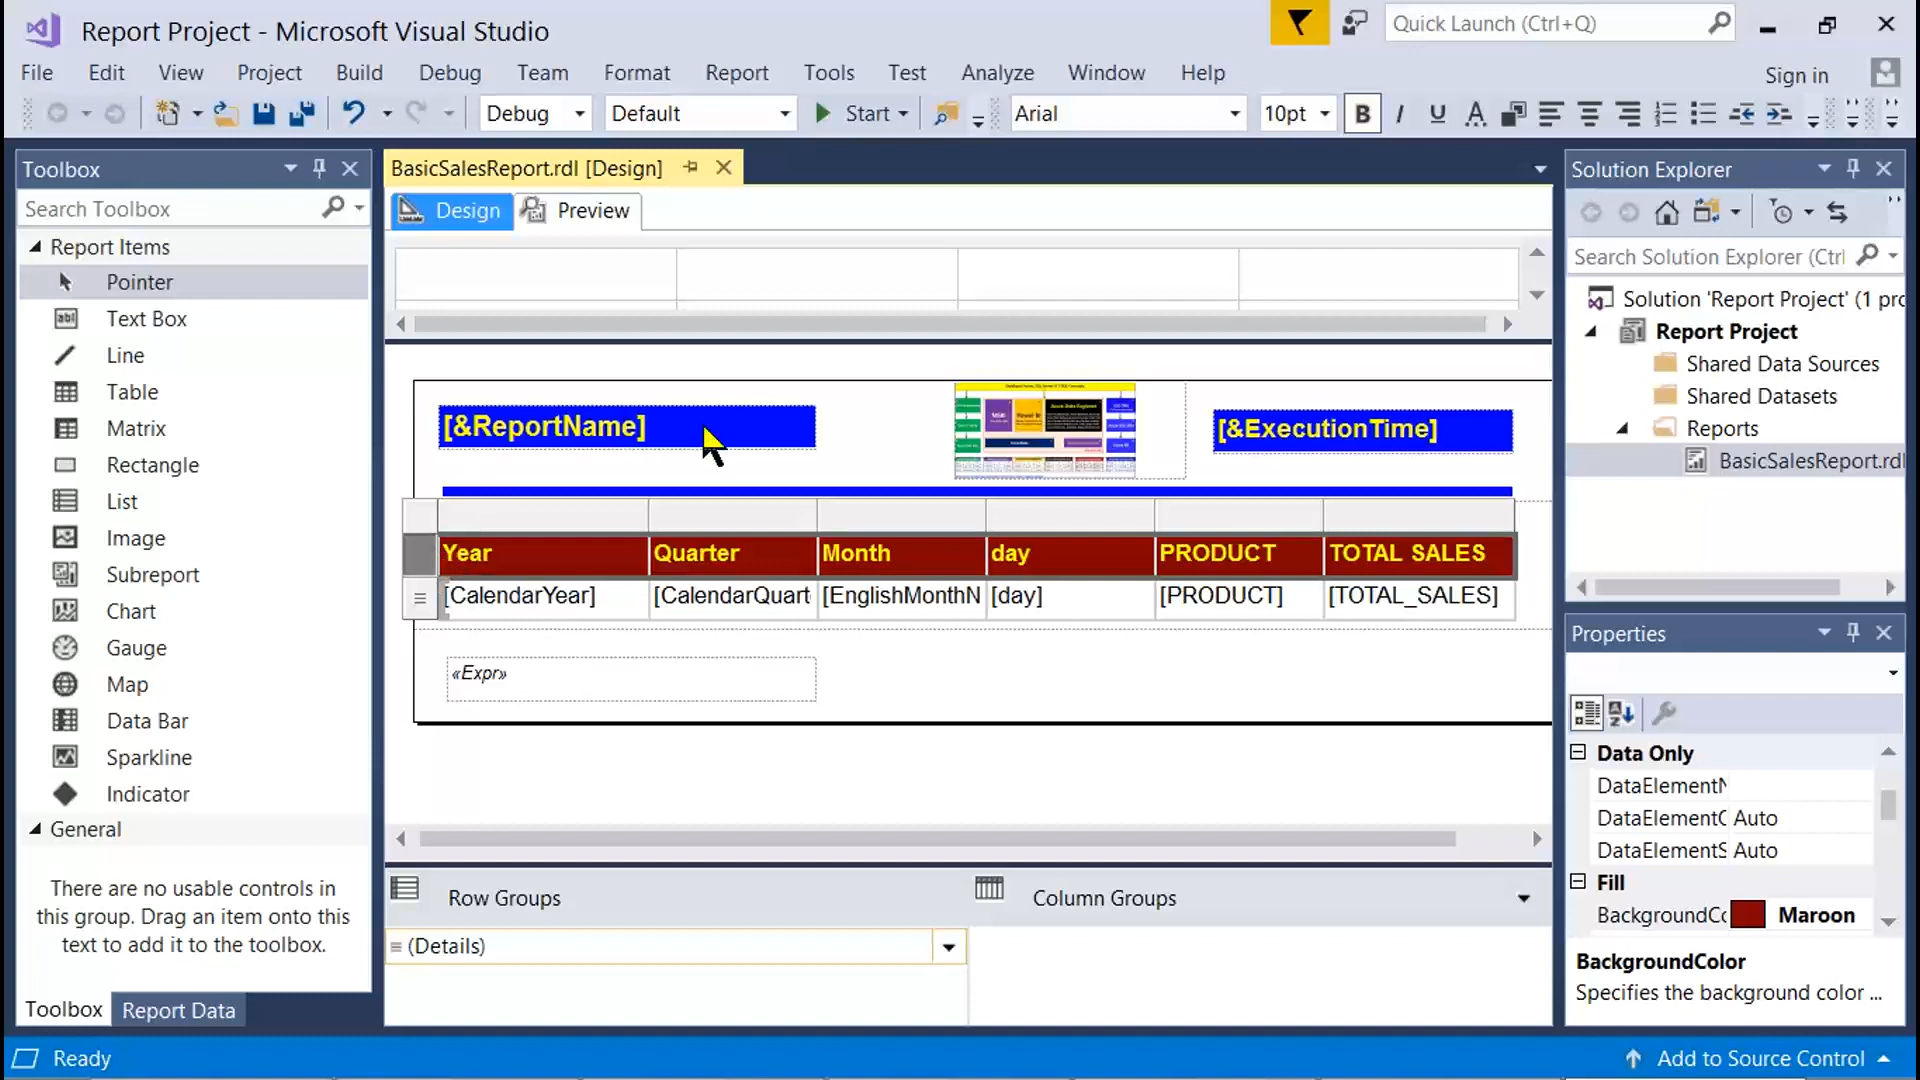 Report Project - Microsoft Visual Studio
Quick Launch (Ctrl+Q)
File Edit View Project Build Debug Team Format Report Tools Test Analyze Window Help
Sign in
Debug Default Start Arial 10pt B I U A
Toolbox
Search Toolbox
Report Items
Pointer
Text Box
Line
Table
Matrix
Rectangle
List
Image
Subreport
Chart
Gauge
Map
Data Bar
Sparkline
Indicator
General
There are no usable controls in
this group. Drag an item onto this
text to add it to the toolbox.
Toolbox Report Data
BasicSalesReport.rdl [Design]
Design Preview
[&ReportName]
[&ExecutionTime]
Year Quarter Month day PRODUCT TOTAL SALES
[CalendarYear] [CalendarQuart [EnglishMonthN [day] [PRODUCT] [TOTAL_SALES]
«Expr»
Row Groups Column Groups
(Details)
Solution Explorer
Search Solution Explorer (Ctrl
Solution 'Report Project' (1 pro
Report Project
Shared Data Sources
Shared Datasets
Reports
BasicSalesReport.rdl
Properties
Data Only
DataElementN
DataElementO Auto
DataElementS Auto
Fill
BackgroundCo Maroon
BackgroundColor
Specifies the background color ...
Ready
Add to Source Control